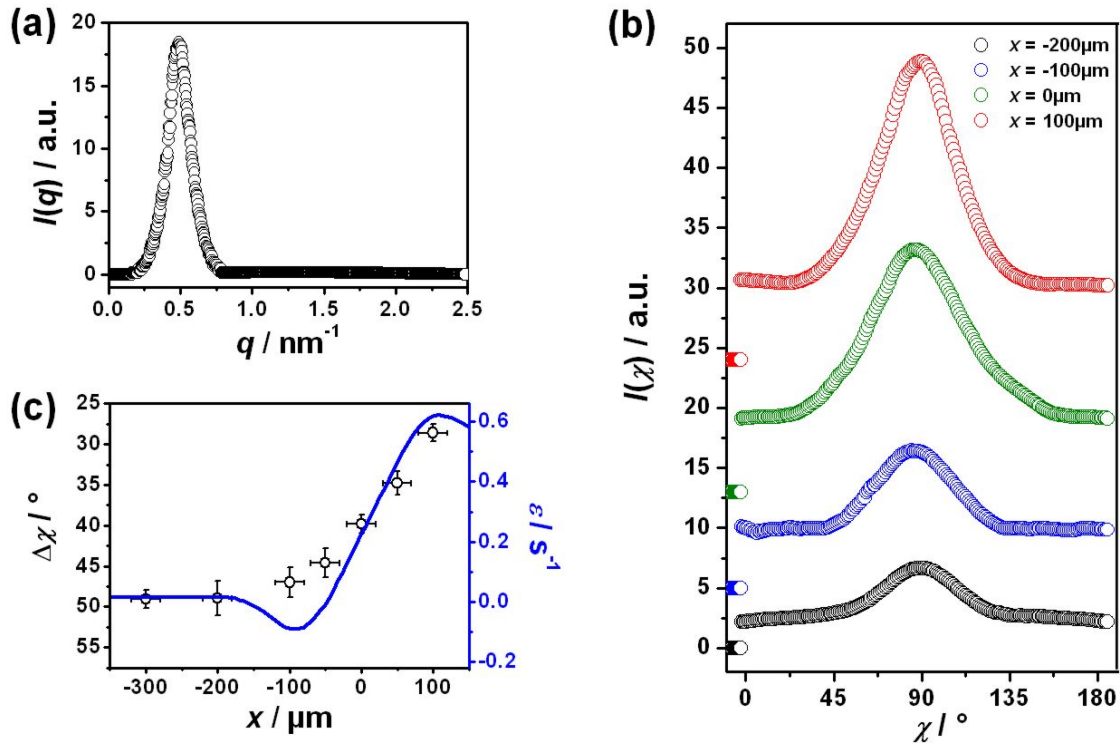 (a)
20
15
10
5
0
I(q) / a.u.
0.0 0.5 1.0 1.5 2.0 2.5
q / nm⁻¹
(b)
x = -200µm
x = -100µm
x = 0µm
x = 100µm
50
45
40
35
30
25
20
15
10
5
0
I(χ) / a.u.
0 45 90 135 180
χ / °
(c)
25
30
35
40
45
50
55
Δχ / °
0.6
0.4
0.2
0.0
-0.2
ε / s⁻¹
-300 -200 -100 0 100
x / µm